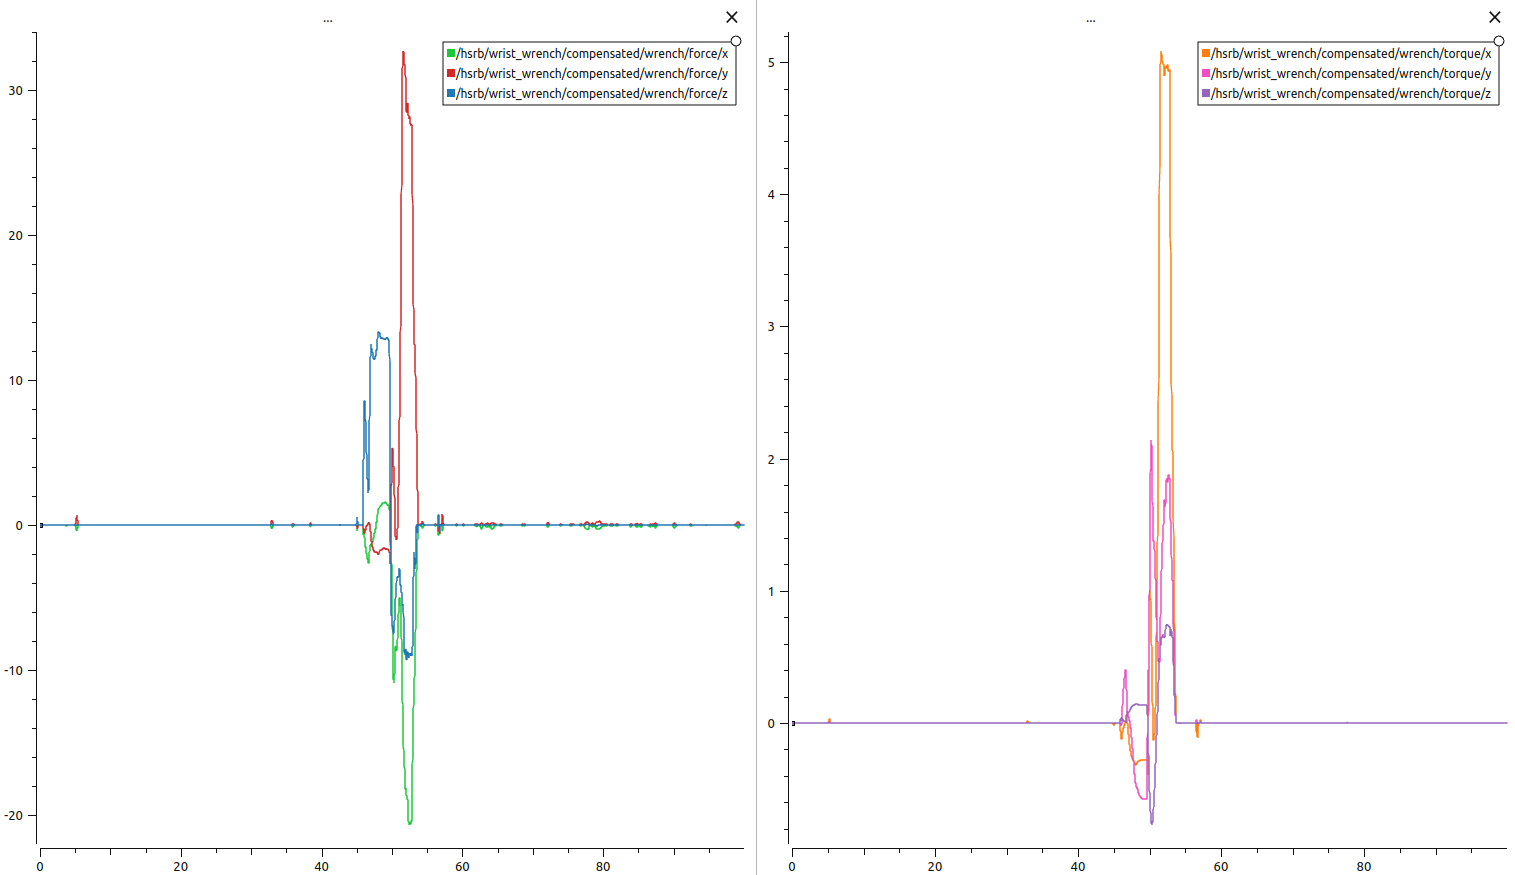 ...
/hsrb/wrist_wrench/compensated/wrench/force/x
/hsrb/wrist_wrench/compensated/wrench/force/y
/hsrb/wrist_wrench/compensated/wrench/force/z
30
20
10
0
-10
-20
0 20 40 60 80
...
/hsrb/wrist_wrench/compensated/wrench/torque/x
/hsrb/wrist_wrench/compensated/wrench/torque/y
/hsrb/wrist_wrench/compensated/wrench/torque/z
5
4
3
2
1
0
0 20 40 60 80